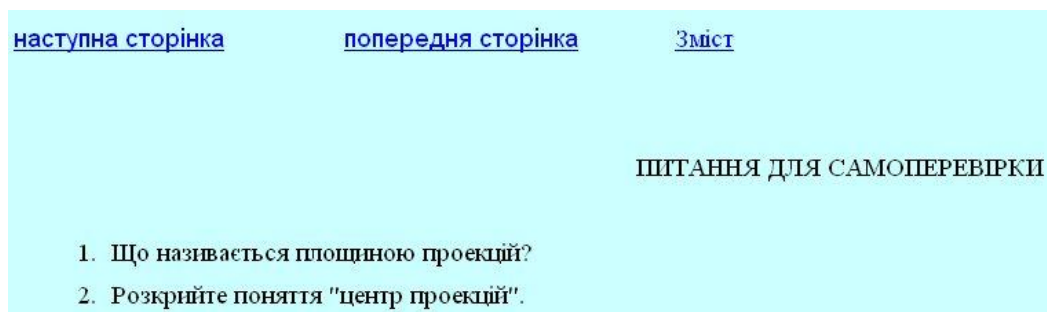 наступна сторінка попередня сторінка Зміст
ПИТАННЯ ДЛЯ САМОПЕРЕВІРКИ
1. Що називається площиною проекцій?
2. Розкрийте поняття "центр проекцій".